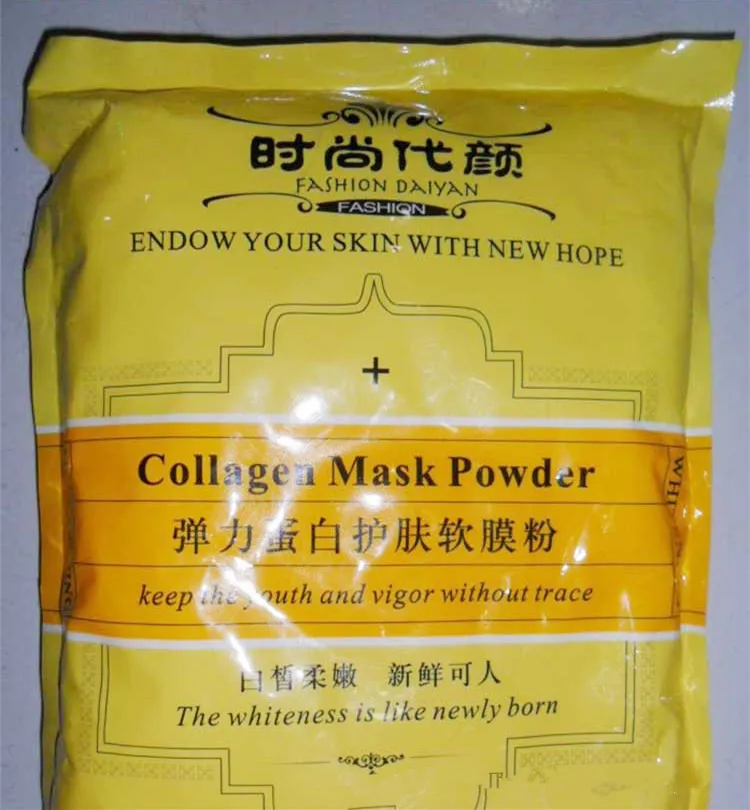 时尚代颜
FASHION DAIYAN
FASHION
ENDOW YOUR SKIN WITH NEW HOPE
+
Collagen Mask Powder
弹力蛋白护肤软膜粉
keep the youth and vigor without trace
白皙柔嫩 新鲜可人
The whiteness is like newly born